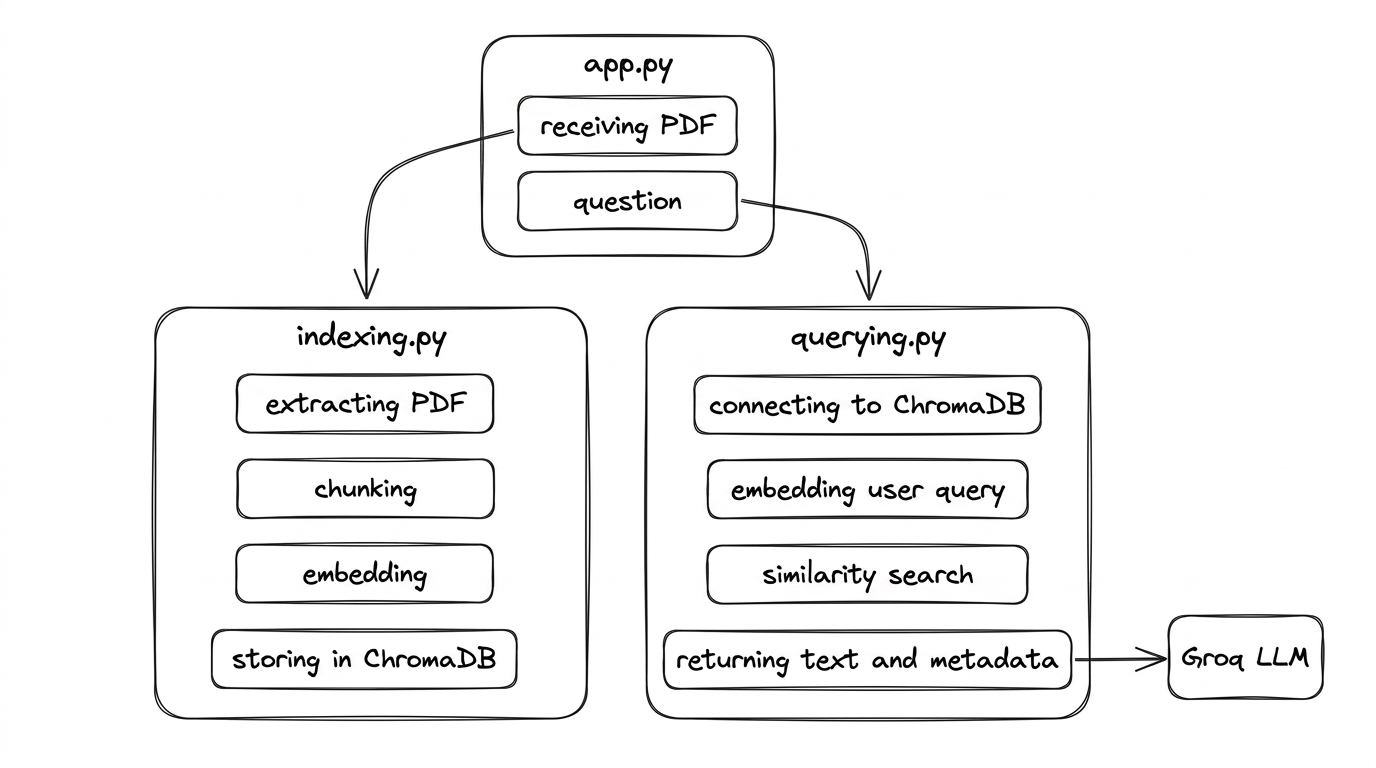 app.py
receiving PDF
question
indexing.py
extracting PDF
chunking
embedding
storing in ChromaDB
querying.py
connecting to ChromaDB
embedding user query
similarity search
returning text and metadata
Groq LLM